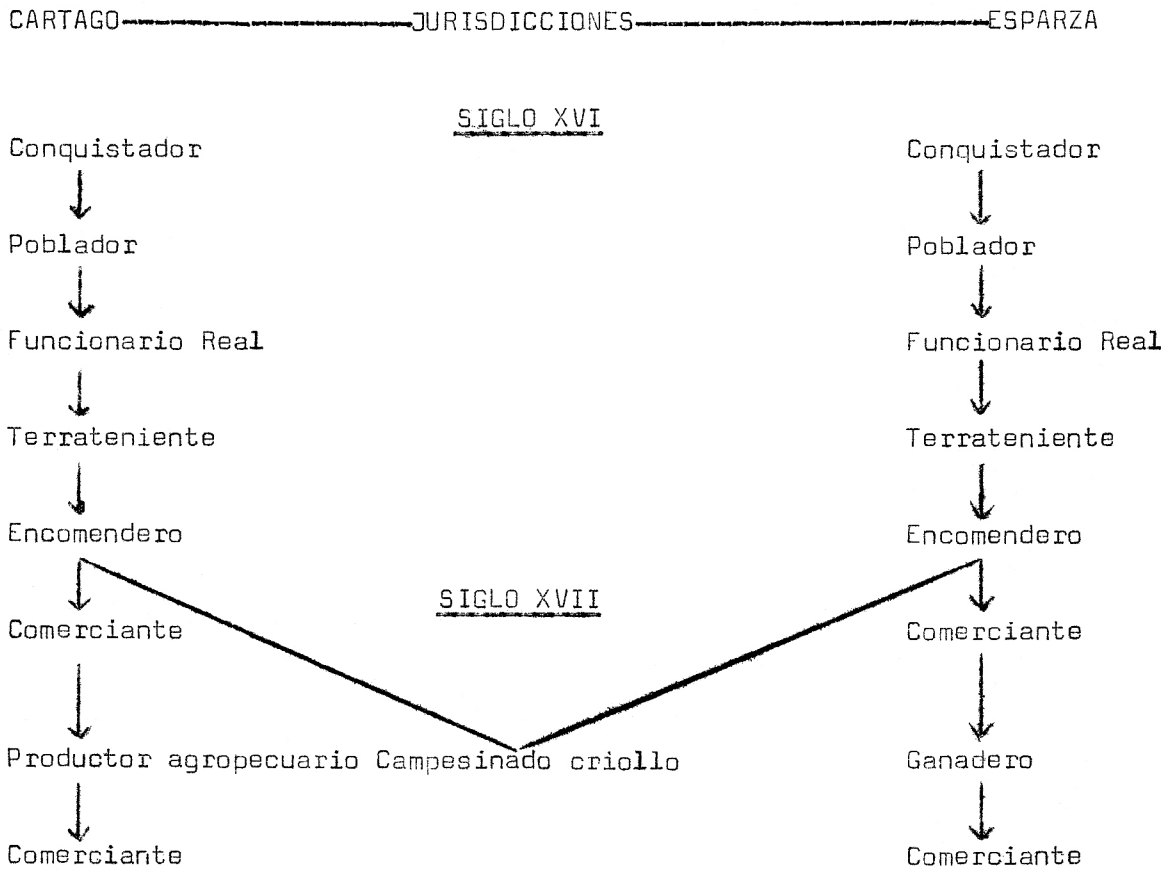 CARTAGO JURISDICCIONES ESPARZA
SIGLO XVI
Conquistador Conquistador
Poblador Poblador
Funcionario Real Funcionario Real
Terrateniente Terrateniente
Encomendero Encomendero
SIGLO XVII
Comerciante Comerciante
Productor agropecuario Campesinado criollo Ganadero
Comerciante Comerciante